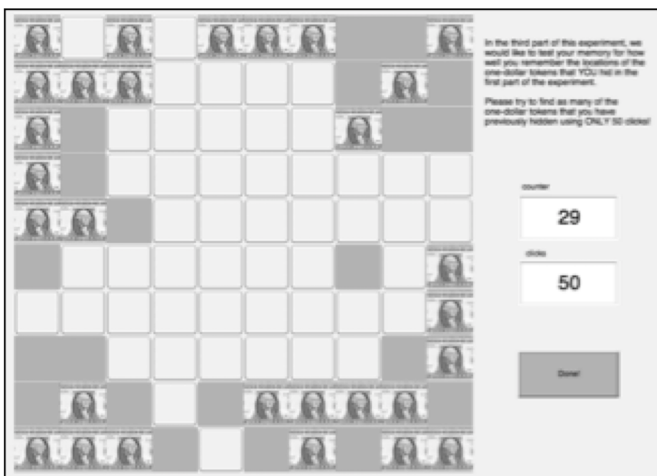 In the third part of this experiment, we
would like to test your memory for how
well you remember the locations of the
one-dollar tokens that YOU hid in the
first part of the experiment.
Please try to find as many of the
one-dollar tokens that you have
previously hidden using ONLY 50 clicks!
counter
29
clicks
50
Done!